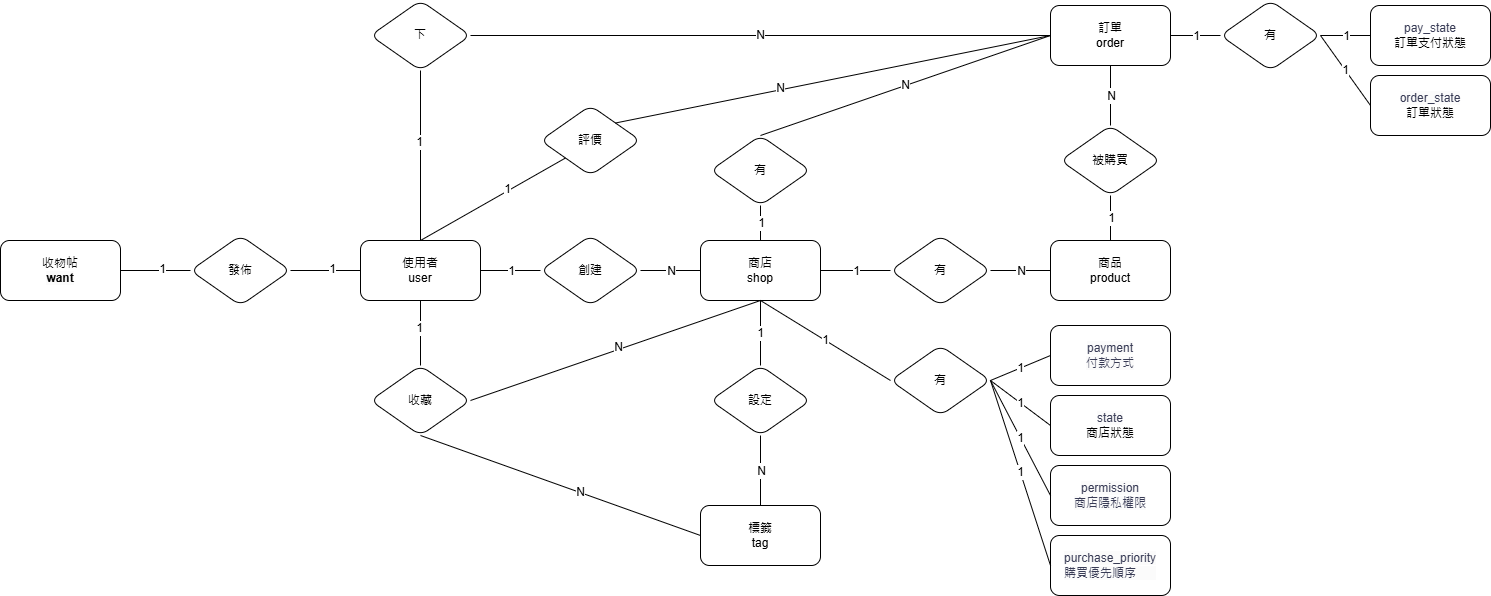 下
N
訂單
order
1
有
1
pay_state
訂單支付狀態
1
order_state
訂單狀態
N
N
N
1
評價
有
被購買
1
1
1
收物帖
want
1
發佈
1
使用者
user
1
創建
N
商店
shop
1
有
N
商品
product
1
N
1
1
收藏
設定
有
1
payment
付款方式
1
state
商店狀態
1
permission
商店隱私權限
1
purchase_priority
購買優先順序
N
N
標籤
tag